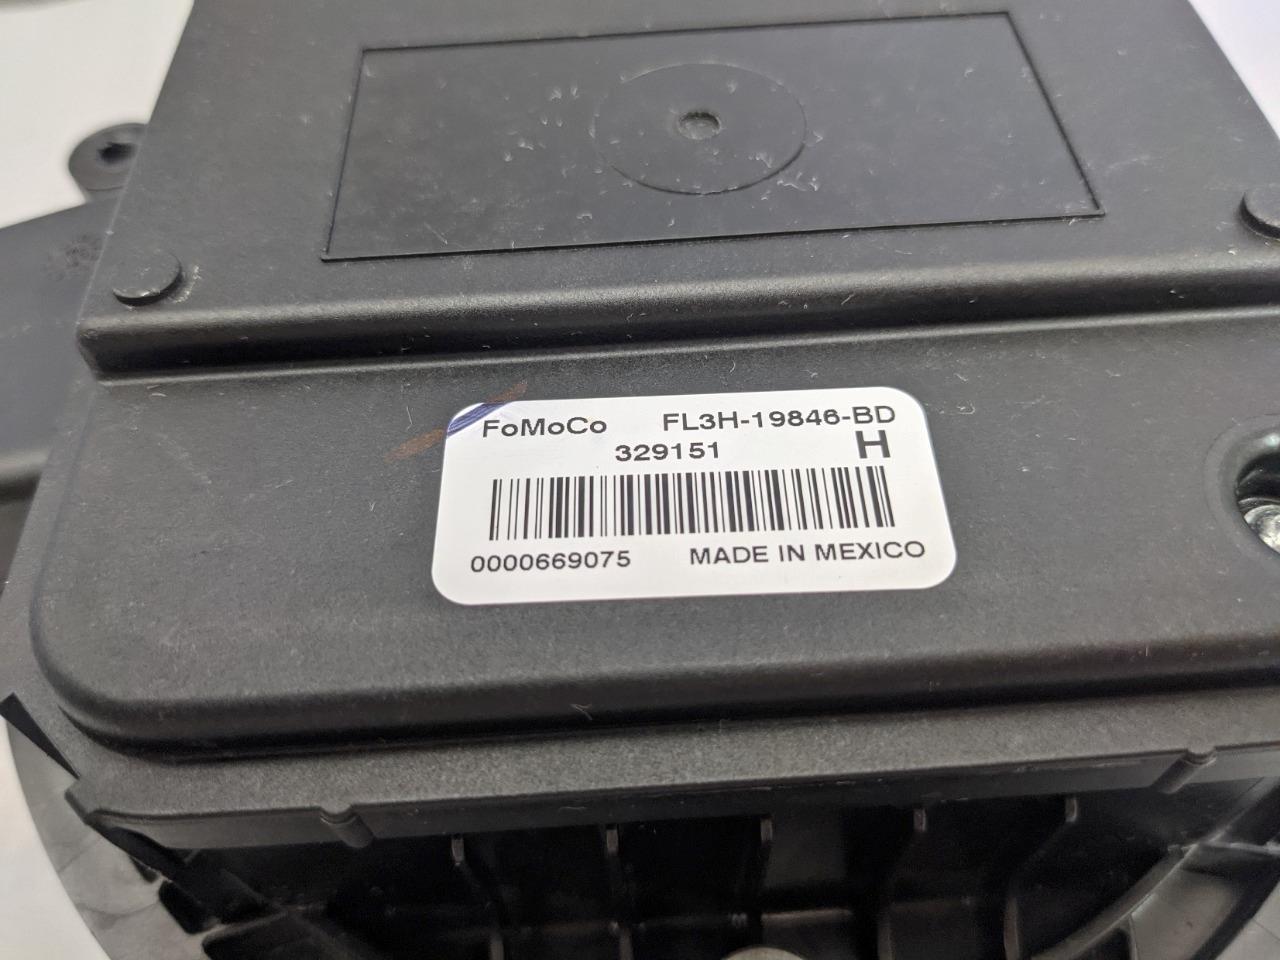 FoMoCo FL3H-19846-BD
329151 H
0000669075 MADE IN MEXICO